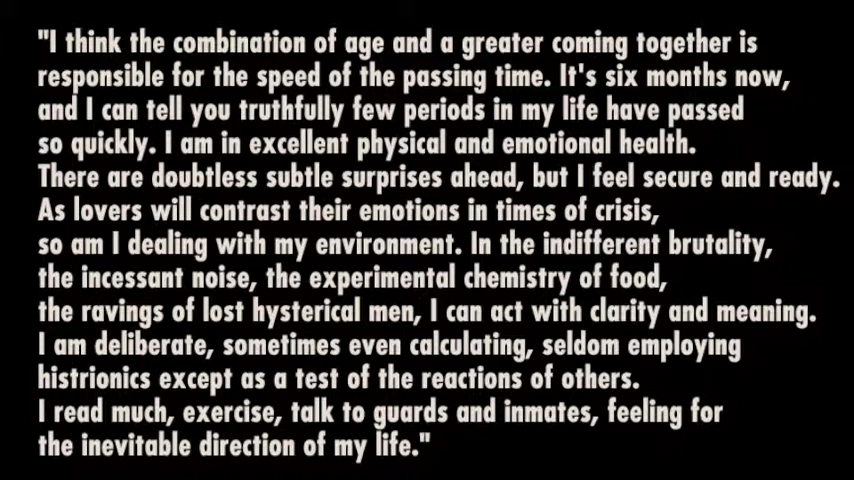 "I think the combination of age and a greater coming together is
responsible for the speed of the passing time. It's six months now,
and I can tell you truthfully few periods in my life have passed
so quickly. I am in excellent physical and emotional health.
There are doubtless subtle surprises ahead, but I feel secure and ready.
As lovers will contrast their emotions in times of crisis,
so am I dealing with my environment. In the indifferent brutality,
the incessant noise, the experimental chemistry of food,
the ravings of lost hysterical men, I can act with clarity and meaning.
I am deliberate, sometimes even calculating, seldom employing
histrionics except as a test of the reactions of others.
I read much, exercise, talk to guards and inmates, feeling for
the inevitable direction of my life."